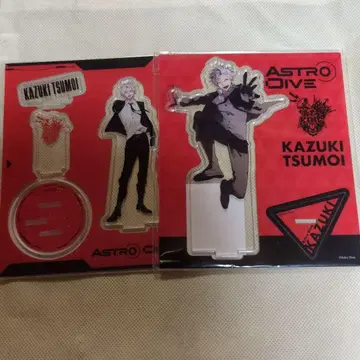 KAZUKI TSUMOI
ASTRO DIVE
ASTRO
DIVE
KAZUKI
TSUMOI
KAZUKI